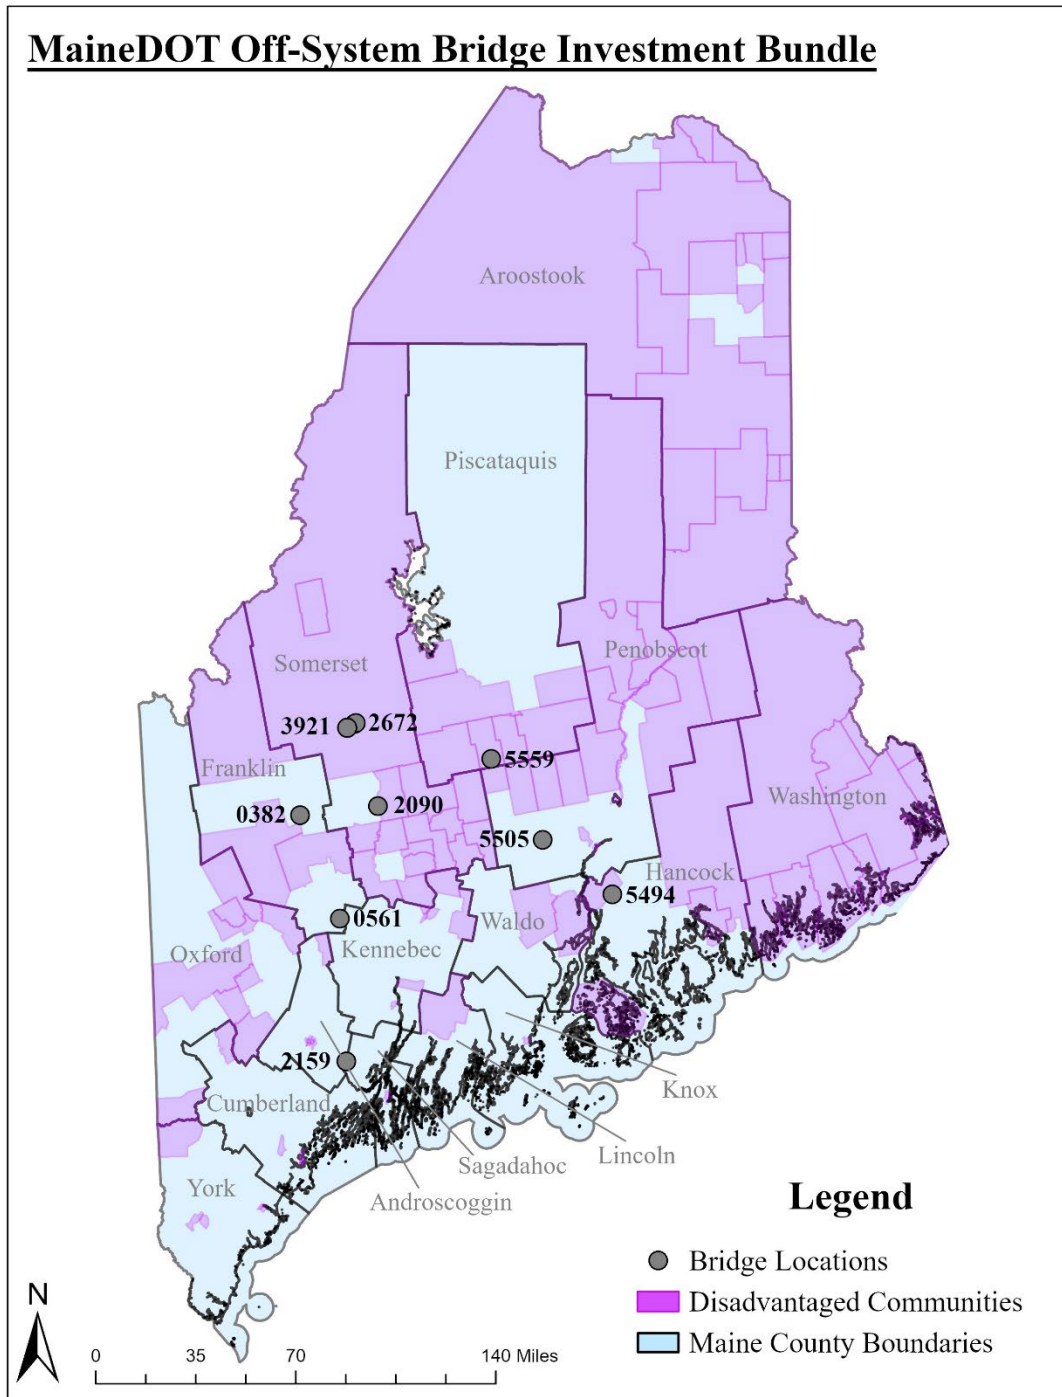 MaineDOT Off-System Bridge Investment Bundle
Aroostook
Piscataquis
Penobscot
Somerset
3921
2672
5559
Franklin
Washington
0382
2090
5505
Hancock
5494
0561
Waldo
Kennebec
Oxford
2159
Knox
Cumberland
Lincoln
Sagadahoc
York
Androscoggin
Legend
Bridge Locations
Disadvantaged Communities
Maine County Boundaries
N
0 35 70 140 Miles